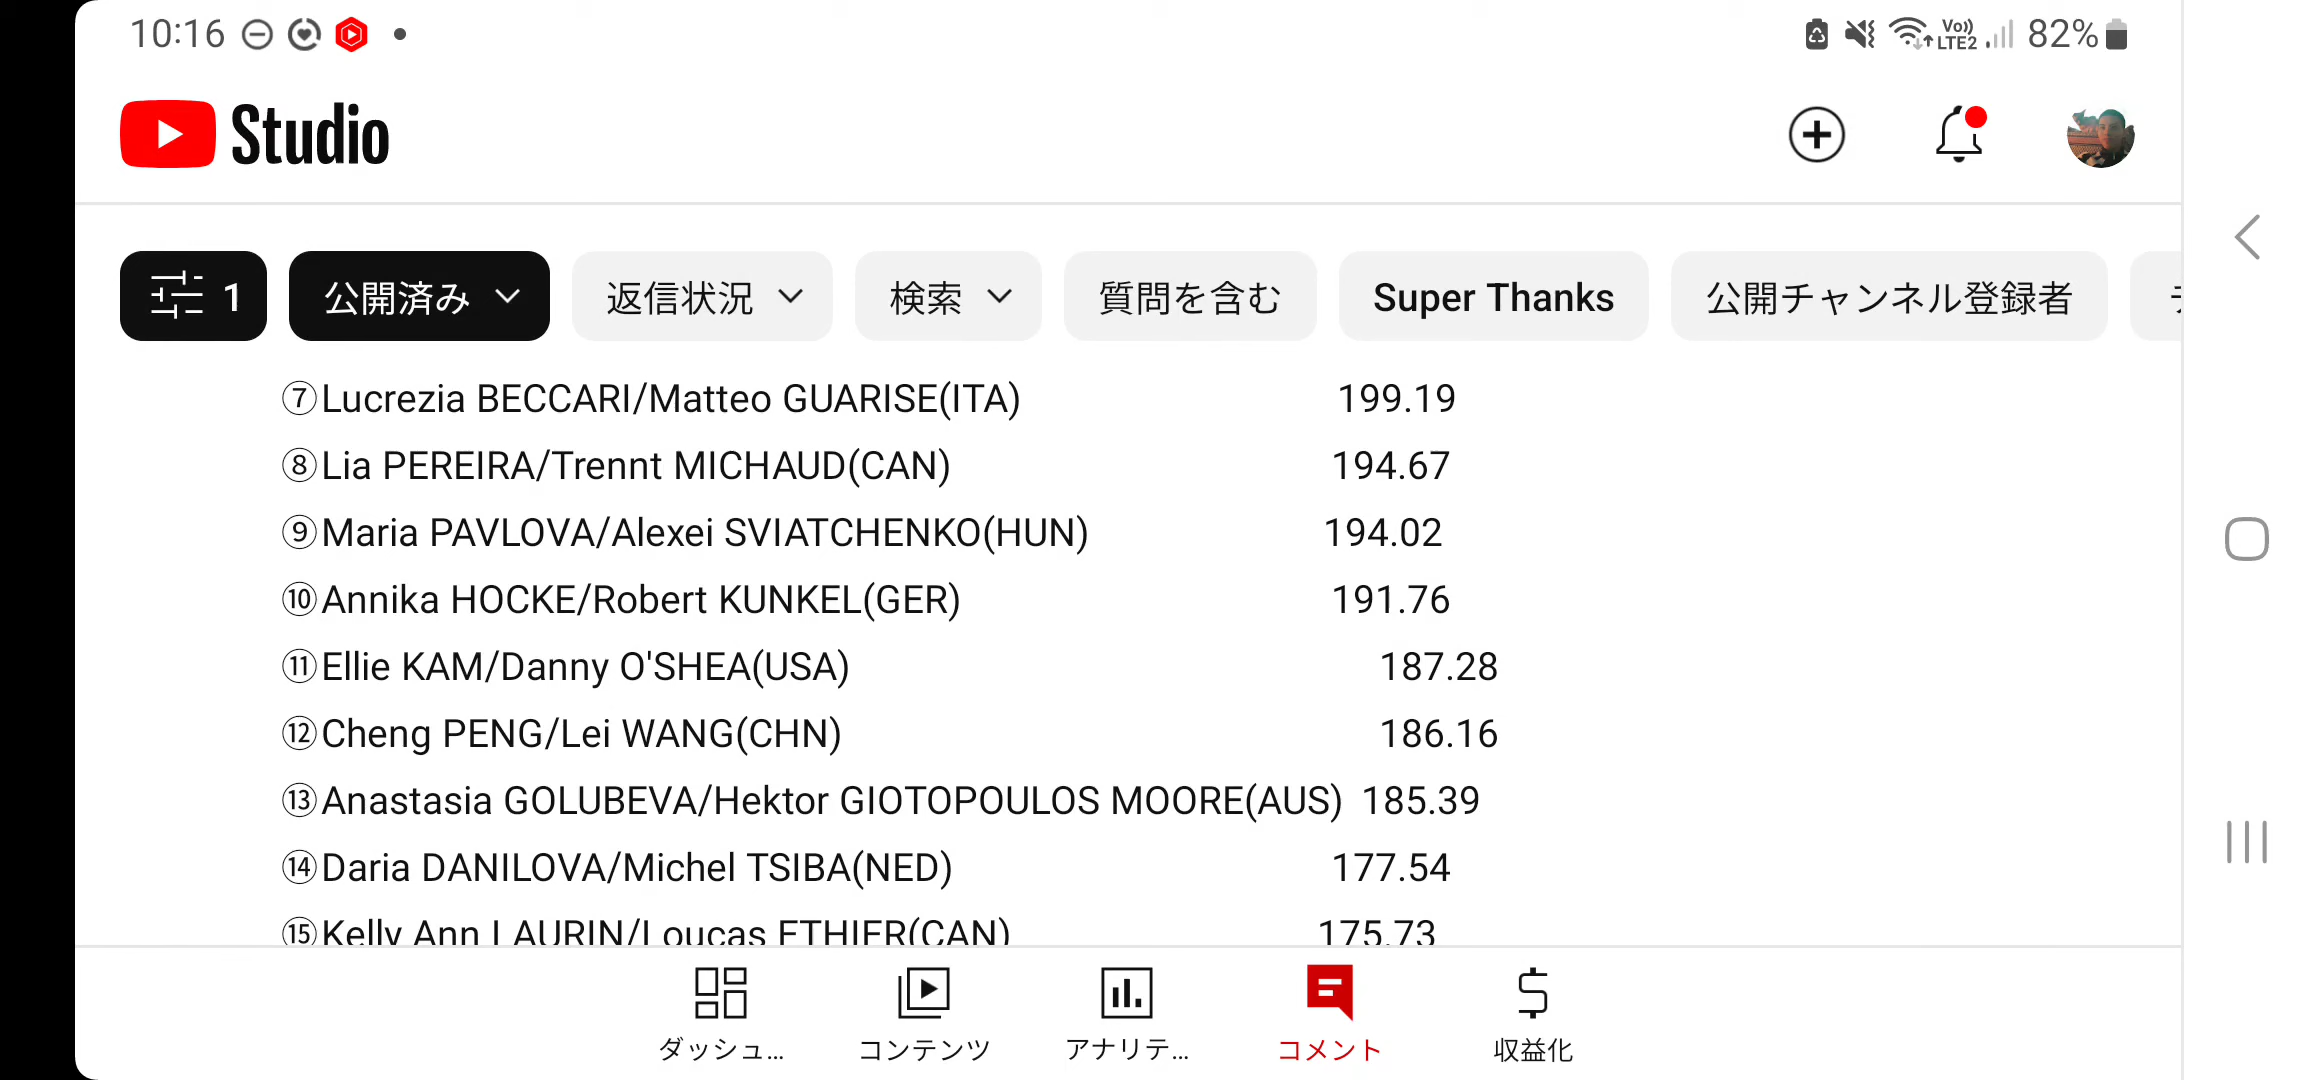 10:16 Vo)) LTE2 82%
Studio
1 公開済み 返信状況 検索 質問を含む Super Thanks 公開チャンネル登録者
⑦Lucrezia BECCARI/Matteo GUARISE(ITA) 199.19
⑧Lia PEREIRA/Trennt MICHAUD(CAN) 194.67
⑨Maria PAVLOVA/Alexei SVIATCHENKO(HUN) 194.02
⑩Annika HOCKE/Robert KUNKEL(GER) 191.76
⑪Ellie KAM/Danny O'SHEA(USA) 187.28
⑫Cheng PENG/Lei WANG(CHN) 186.16
⑬Anastasia GOLUBEVA/Hektor GIOTOPOULOS MOORE(AUS) 185.39
⑭Daria DANILOVA/Michel TSIBA(NED) 177.54
⑮Kelly Ann LAURIN/Loucas ETHIER(CAN) 175.73
ダッシュ... コンテンツ アナリテ... コメント 収益化